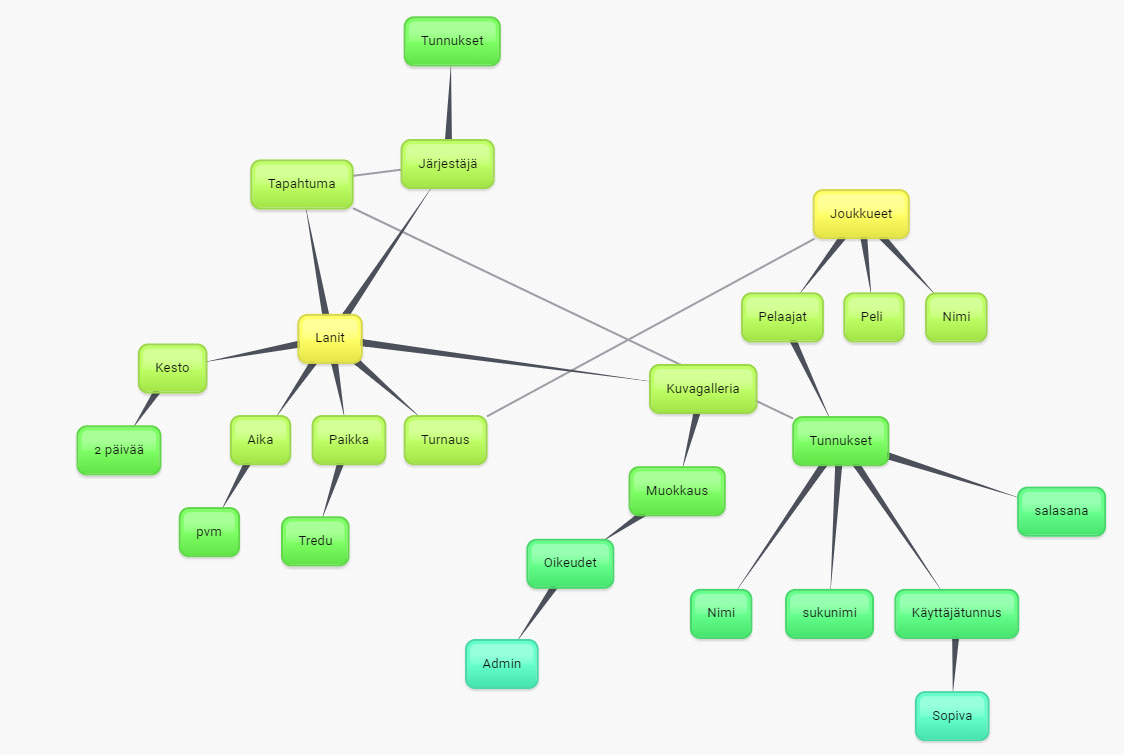 Tunnukset
Järjestäjä
Tapahtuma
Joukkueet
Pelaajat
Peli
Nimi
Lanit
Kesto
Kuvagalleria
Aika
Paikka
Turnaus
Tunnukset
2 päivää
Muokkaus
salasana
pvm
Tredu
Oikeudet
Nimi
sukunimi
Käyttäjätunnus
Admin
Sopiva